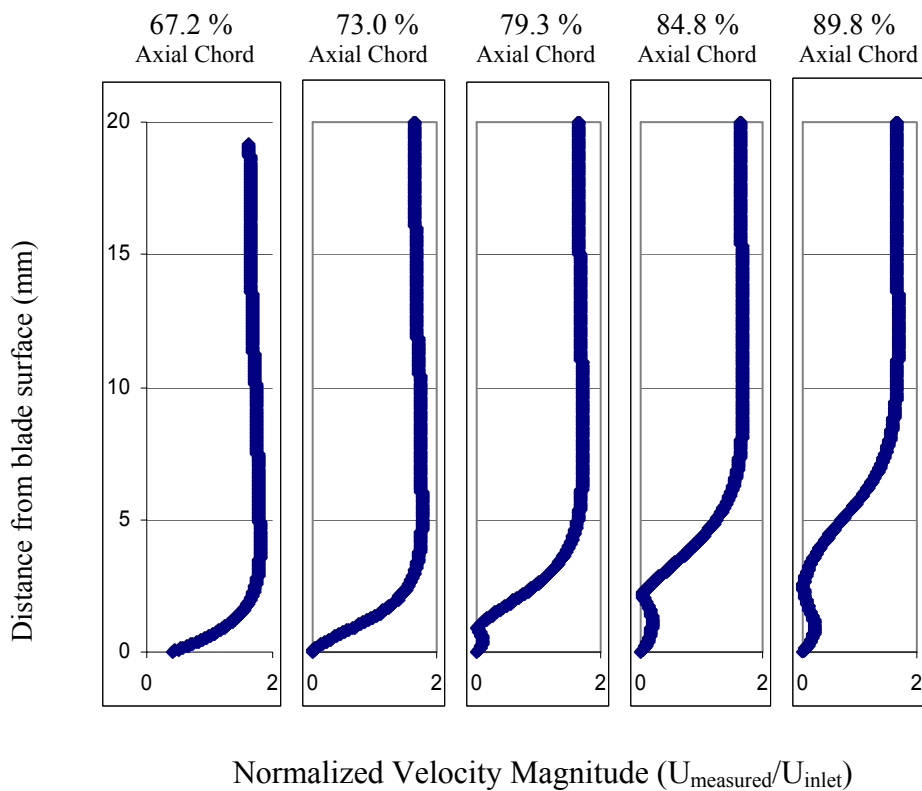 67.2 %
Axial Chord
73.0 %
Axial Chord
79.3 %
Axial Chord
84.8 %
Axial Chord
89.8 %
Axial Chord
Distance from blade surface (mm)
20
15
10
5
0
0 2
0 2
0 2
0 2
0 2
Normalized Velocity Magnitude (Umeasured/Uinlet)